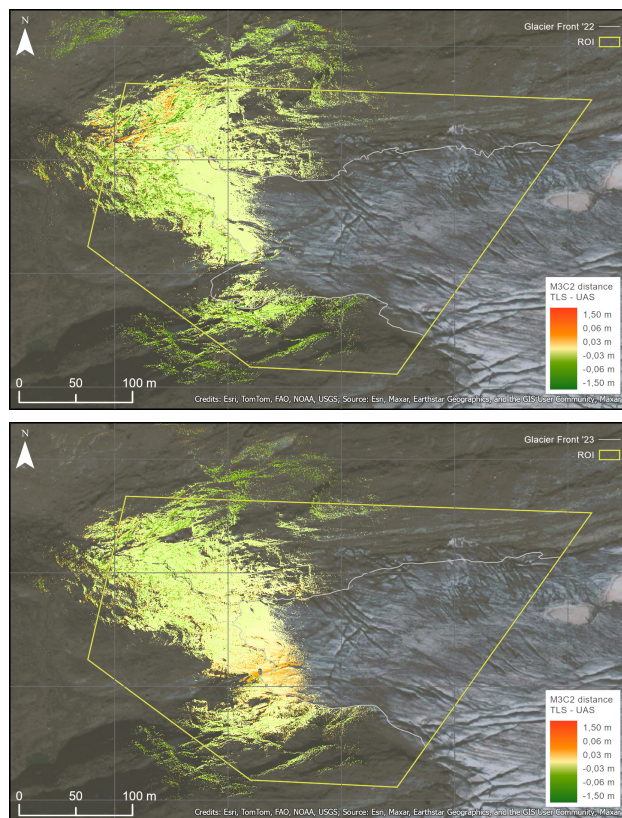 N
Glacier Front '22
ROI
M3C2 distance
TLS - UAS
1,50 m
0,06 m
0,03 m
-0,03 m
-0,06 m
-1,50 m
0 50 100 m
Credits: Esri, TomTom, FAO, NOAA, USGS, Source: Esri, Maxar, Earthstar Geographics, and the GIS User Community, Maxar
N
Glacier Front '23
ROI
M3C2 distance
TLS - UAS
1,50 m
0,06 m
0,03 m
-0,03 m
-0,06 m
-1,50 m
0 50 100 m
Credits: Esri, TomTom, FAO, NOAA, USGS, Source: Esri, Maxar, Earthstar Geographics, and the GIS User Community, Maxar